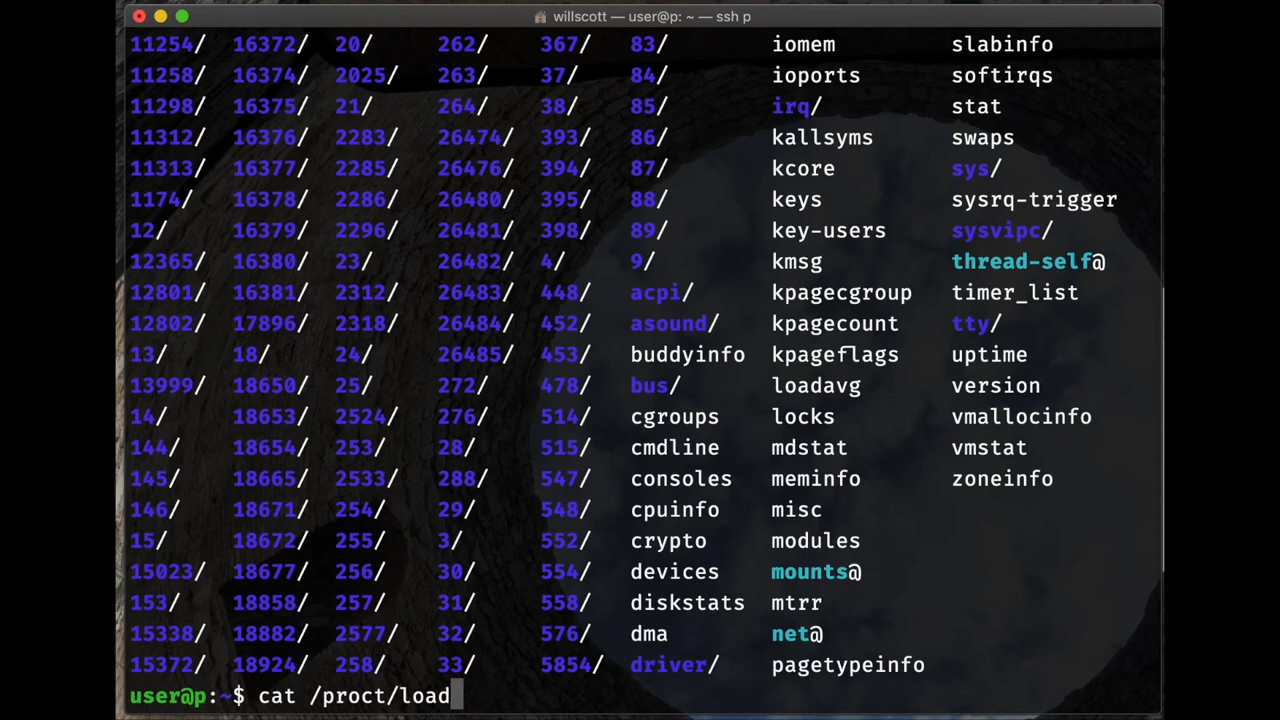 willscott — user@p: ~ — ssh p
11254/ 16372/ 20/ 262/ 367/ 83/ iomem slabinfo
11258/ 16374/ 2025/ 263/ 37/ 84/ ioports softirqs
11298/ 16375/ 21/ 264/ 38/ 85/ irq/ stat
11312/ 16376/ 2283/ 26474/ 393/ 86/ kallsyms swaps
11313/ 16377/ 2285/ 26476/ 394/ 87/ kcore sys/
1174/ 16378/ 2286/ 26480/ 395/ 88/ keys sysrq-trigger
12/ 16379/ 2296/ 26481/ 398/ 89/ key-users sysvipc/
12365/ 16380/ 23/ 26482/ 4/ 9/ kmsg thread-self@
12801/ 16381/ 2312/ 26483/ 448/ acpi/ kpagecgroup timer_list
12802/ 17896/ 2318/ 26484/ 452/ asound/ kpagecount tty/
13/ 18/ 24/ 26485/ 453/ buddyinfo kpageflags uptime
13999/ 18650/ 25/ 272/ 478/ bus/ loadavg version
14/ 18653/ 2524/ 276/ 514/ cgroups locks vmallocinfo
144/ 18654/ 253/ 28/ 515/ cmdline mdstat vmstat
145/ 18665/ 2533/ 288/ 547/ consoles meminfo zoneinfo
146/ 18671/ 254/ 29/ 548/ cpuinfo misc
15/ 18672/ 255/ 3/ 552/ crypto modules
15023/ 18677/ 256/ 30/ 554/ devices mounts@
153/ 18858/ 257/ 31/ 558/ diskstats mtrr
15338/ 18882/ 2577/ 32/ 576/ dma net@
15372/ 18924/ 258/ 33/ 5854/ driver/ pagetypeinfo
user@p:~$ cat /proct/load